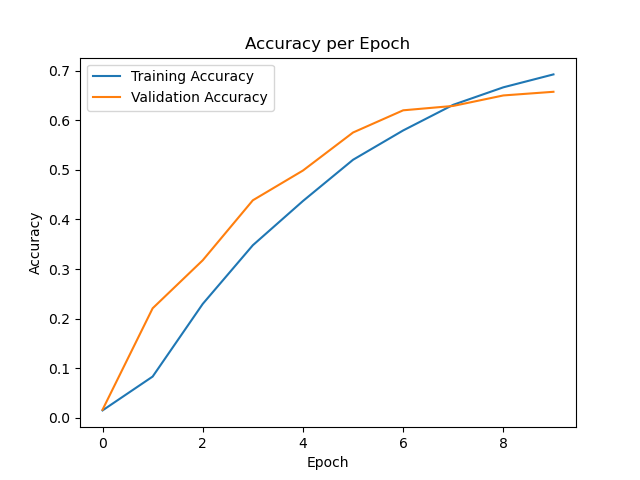 Accuracy per Epoch
Training Accuracy
Validation Accuracy
0.7
0.6
0.5
0.4
0.3
0.2
0.1
0.0
Accuracy
0 2 4 6 8
Epoch